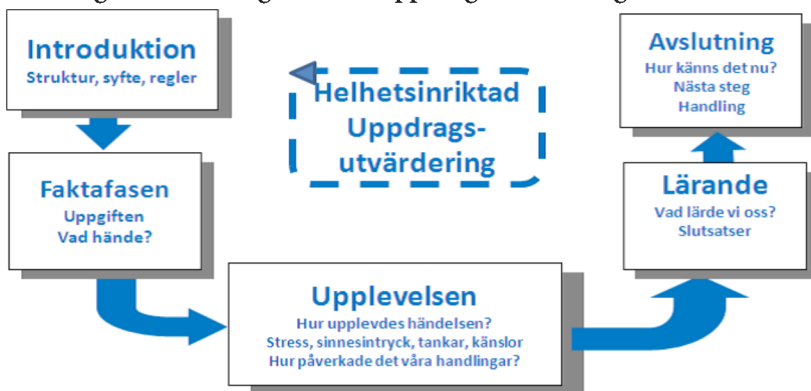 Introduktion
Struktur, syfte, regler
Faktafasen
Uppgiften
Vad hände?
Upplevelsen
Hur upplevdes händelsen?
Stress, sinnesintryck, tankar, känslor
Hur påverkade det våra handlingar?
Lärande
Vad lärde vi oss?
Slutsatser
Avslutning
Hur känns det nu?
Nästa steg
Handling
Helhetsinriktad
Uppdrags-
utvärdering